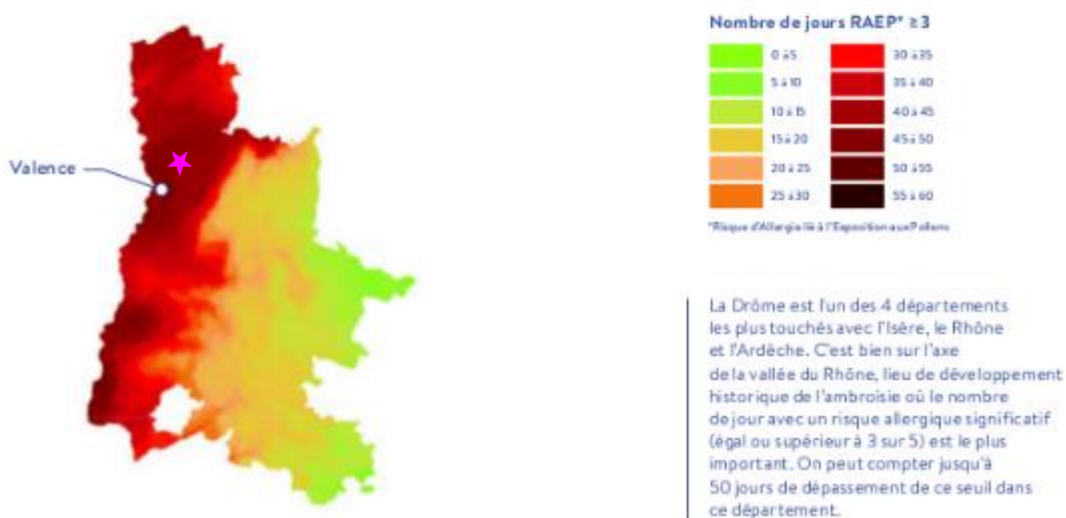 Valence
Nombre de jours RAEP* ≥3
0 à 5
5 à 10
10 à 15
15 à 20
20 à 25
25 à 30
30 à 35
35 à 40
40 à 45
45 à 50
50 à 55
55 à 60
*Risque d'Allergie lié à l'Exposition aux Pollens
La Drôme est l'un des 4 départements
les plus touchés avec l'Isère, le Rhône
et l'Ardèche. C'est bien sur l'axe
de la vallée du Rhône, lieu de développement
historique de l'ambroisie où le nombre
de jour avec un risque allergique significatif
(égal ou supérieur à 3 sur 5) est le plus
important. On peut compter jusqu'à
50 jours de dépassement de ce seuil dans
ce département.